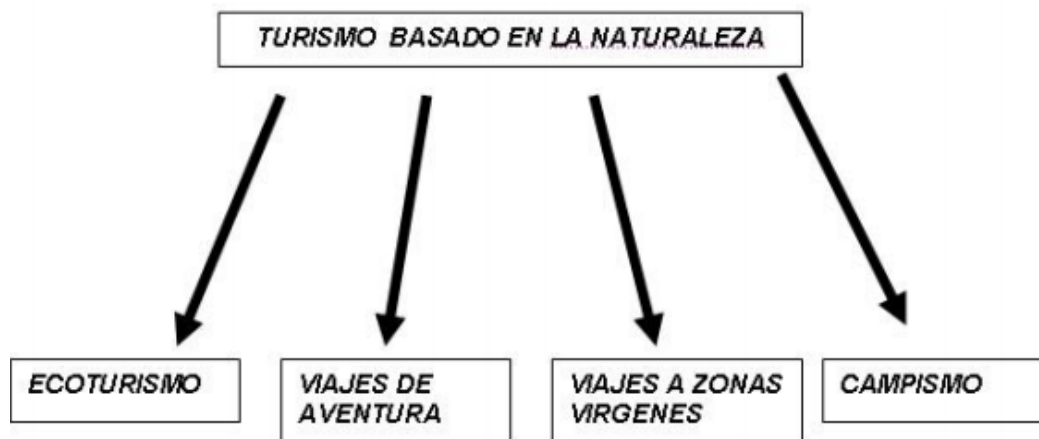 TURISMO BASADO EN LA NATURALEZA
ECOTURISMO
VIAJES DE
AVENTURA
VIAJES A ZONAS
VIRGENES
CAMPISMO